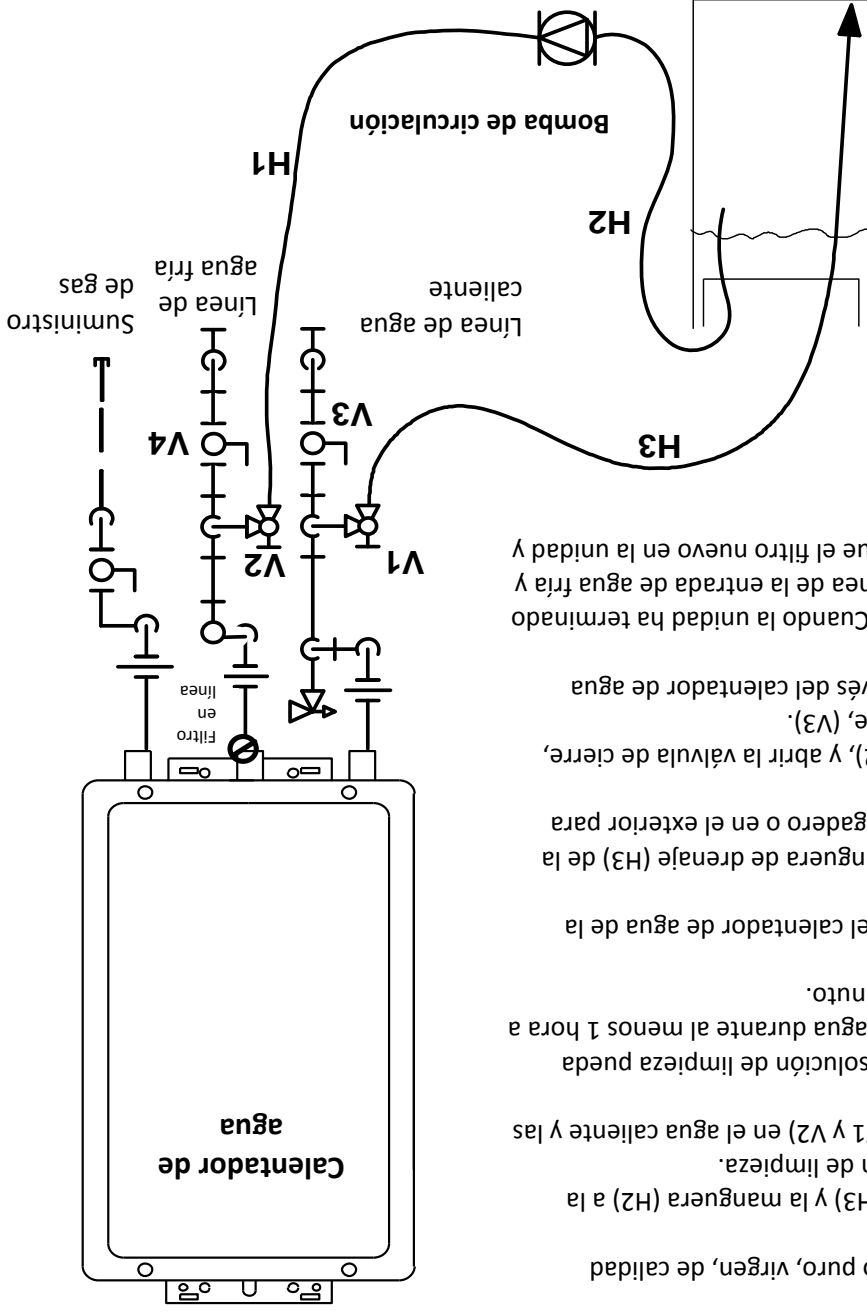 o puro, virgen, de calidad
H3) y la manguera (H2) a la
n de limpieza.
1 y V2) en el agua caliente y las
solución de limpieza pueda
agua durante al menos 1 hora a
nuto.
el calentador de agua de la
nguera de drenaje (H3) de la
gadero o en el exterior para
2), y abrir la válvula de cierre,
e, (V3).
vés del calentador de agua
Cuando la unidad ha terminado
nea de la entrada de agua fría y
ue el filtro nuevo en la unidad y
Calentador de
agua
Filtro
en
línea
V1
V2
V3
V4
H3
Línea de agua
caliente
Línea de
agua fría
Suministro
de gas
H2
H1
Bomba de circulación